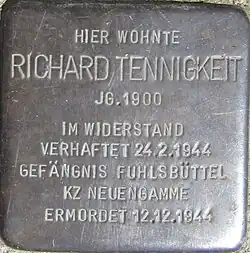 HIER WOHNTE
RICHARD TENNIGKEIT
JG. 1900
IM WIDERSTAND
VERHAFTET 24.2.1944
GEFÄNGNIS FUHLSBÜTTEL
KZ NEUENGAMME
ERMORDET 12.12.1944